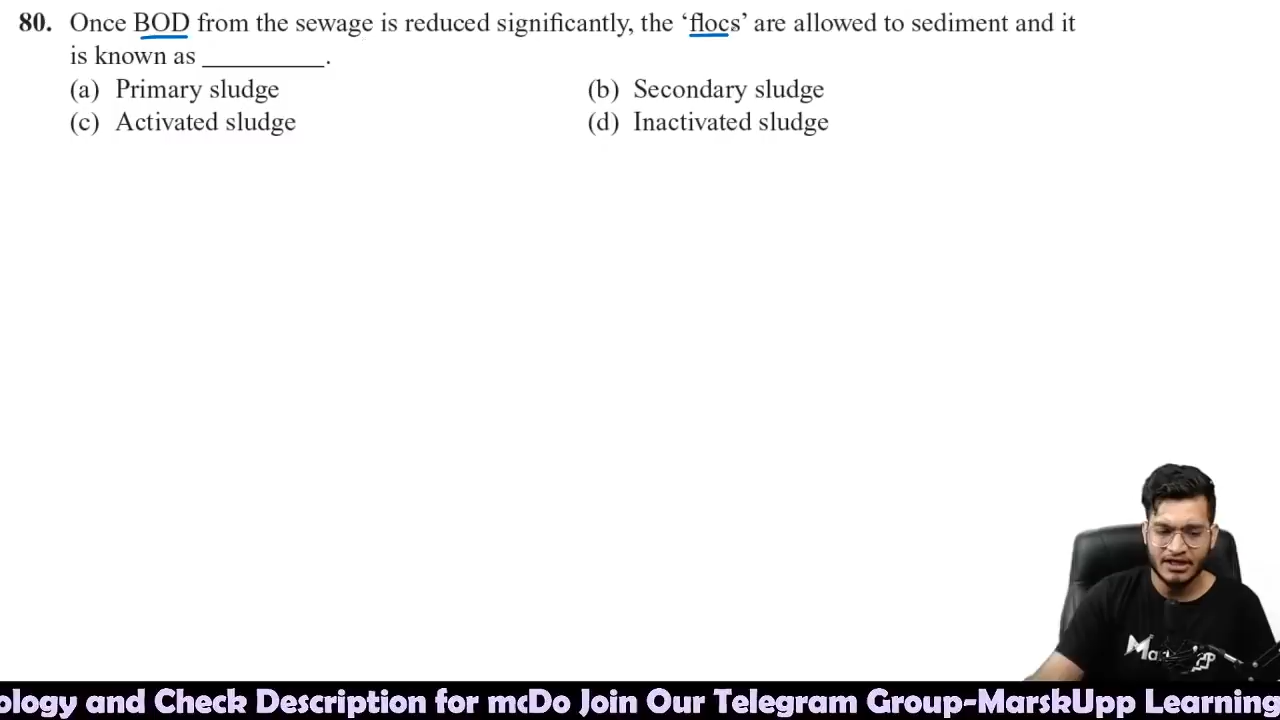 80. Once BOD from the sewage is reduced significantly, the ‘flocs’ are allowed to sediment and it
is known as __________.
(a) Primary sludge
(b) Secondary sludge
(c) Activated sludge
(d) Inactivated sludge
ology and Check Description for mcDo Join Our Telegram Group-MarskUpp Learning